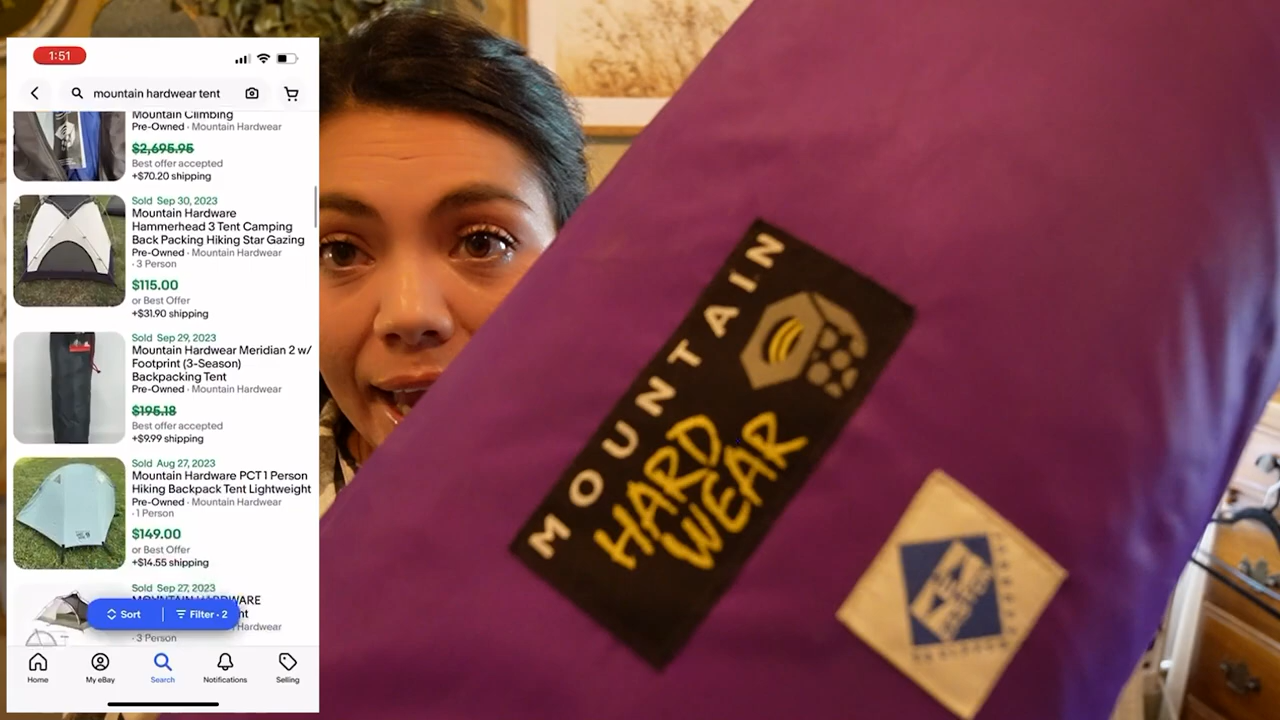 1:51
mountain hardwear tent
Mountain Climbing
Pre-Owned · Mountain Hardwear
$2,695.95
Best offer accepted
+$70.20 shipping
Sold Sep 30, 2023
Mountain Hardware
Hammerhead 3 Tent Camping
Back Packing Hiking Star Gazing
Pre-Owned · Mountain Hardwear
· 3 Person
$115.00
or Best Offer
+$31.90 shipping
Sold Sep 29, 2023
Mountain Hardwear Meridian 2 w/
Footprint (3-Season)
Backpacking Tent
Pre-Owned · Mountain Hardwear
$195.18
Best offer accepted
+$9.99 shipping
Sold Aug 27, 2023
Mountain Hardware PCT 1 Person
Hiking Backpack Tent Lightweight
Pre-Owned · Mountain Hardwear
· 1 Person
$149.00
or Best Offer
+$14.55 shipping
Sold Sep 27, 2023
MOUNTAIN HARDWARE
Hardwear
· 3 Person
Sort
Filter · 2
Home
My eBay
Search
Notifications
Selling
MOUNTAIN
HARD
WEAR
EASTON